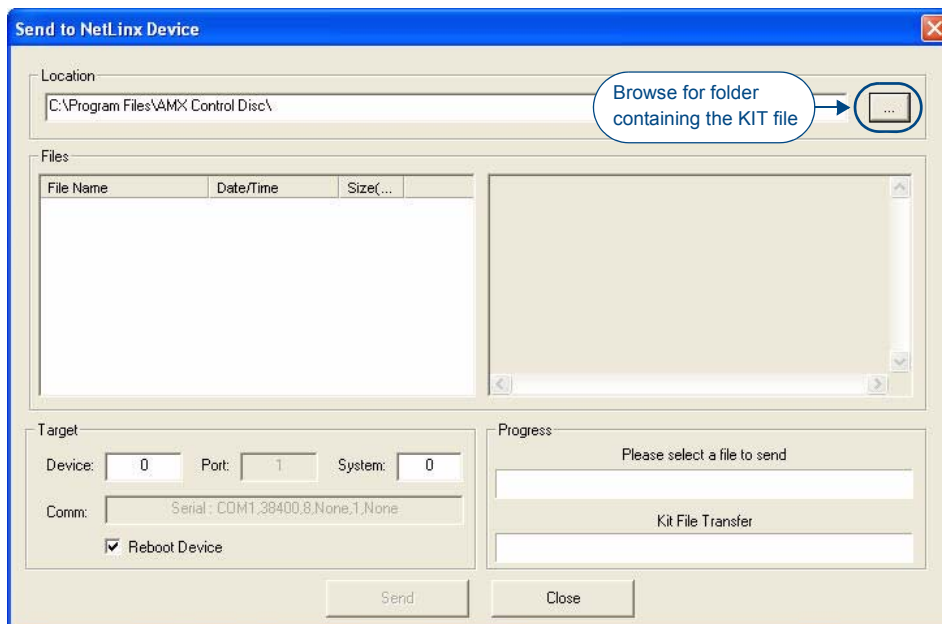 Send to NetLinx Device
Location
C:\Program Files\AMX Control Disc\
Browse for folder
containing the KIT file
...
Files
File Name Date/Time Size(...
Target
Device: 0 Port: 1 System: 0
Comm: Serial : COM1,38400,8,None,1,None
Reboot Device
Progress
Please select a file to send
Kit File Transfer
Send Close